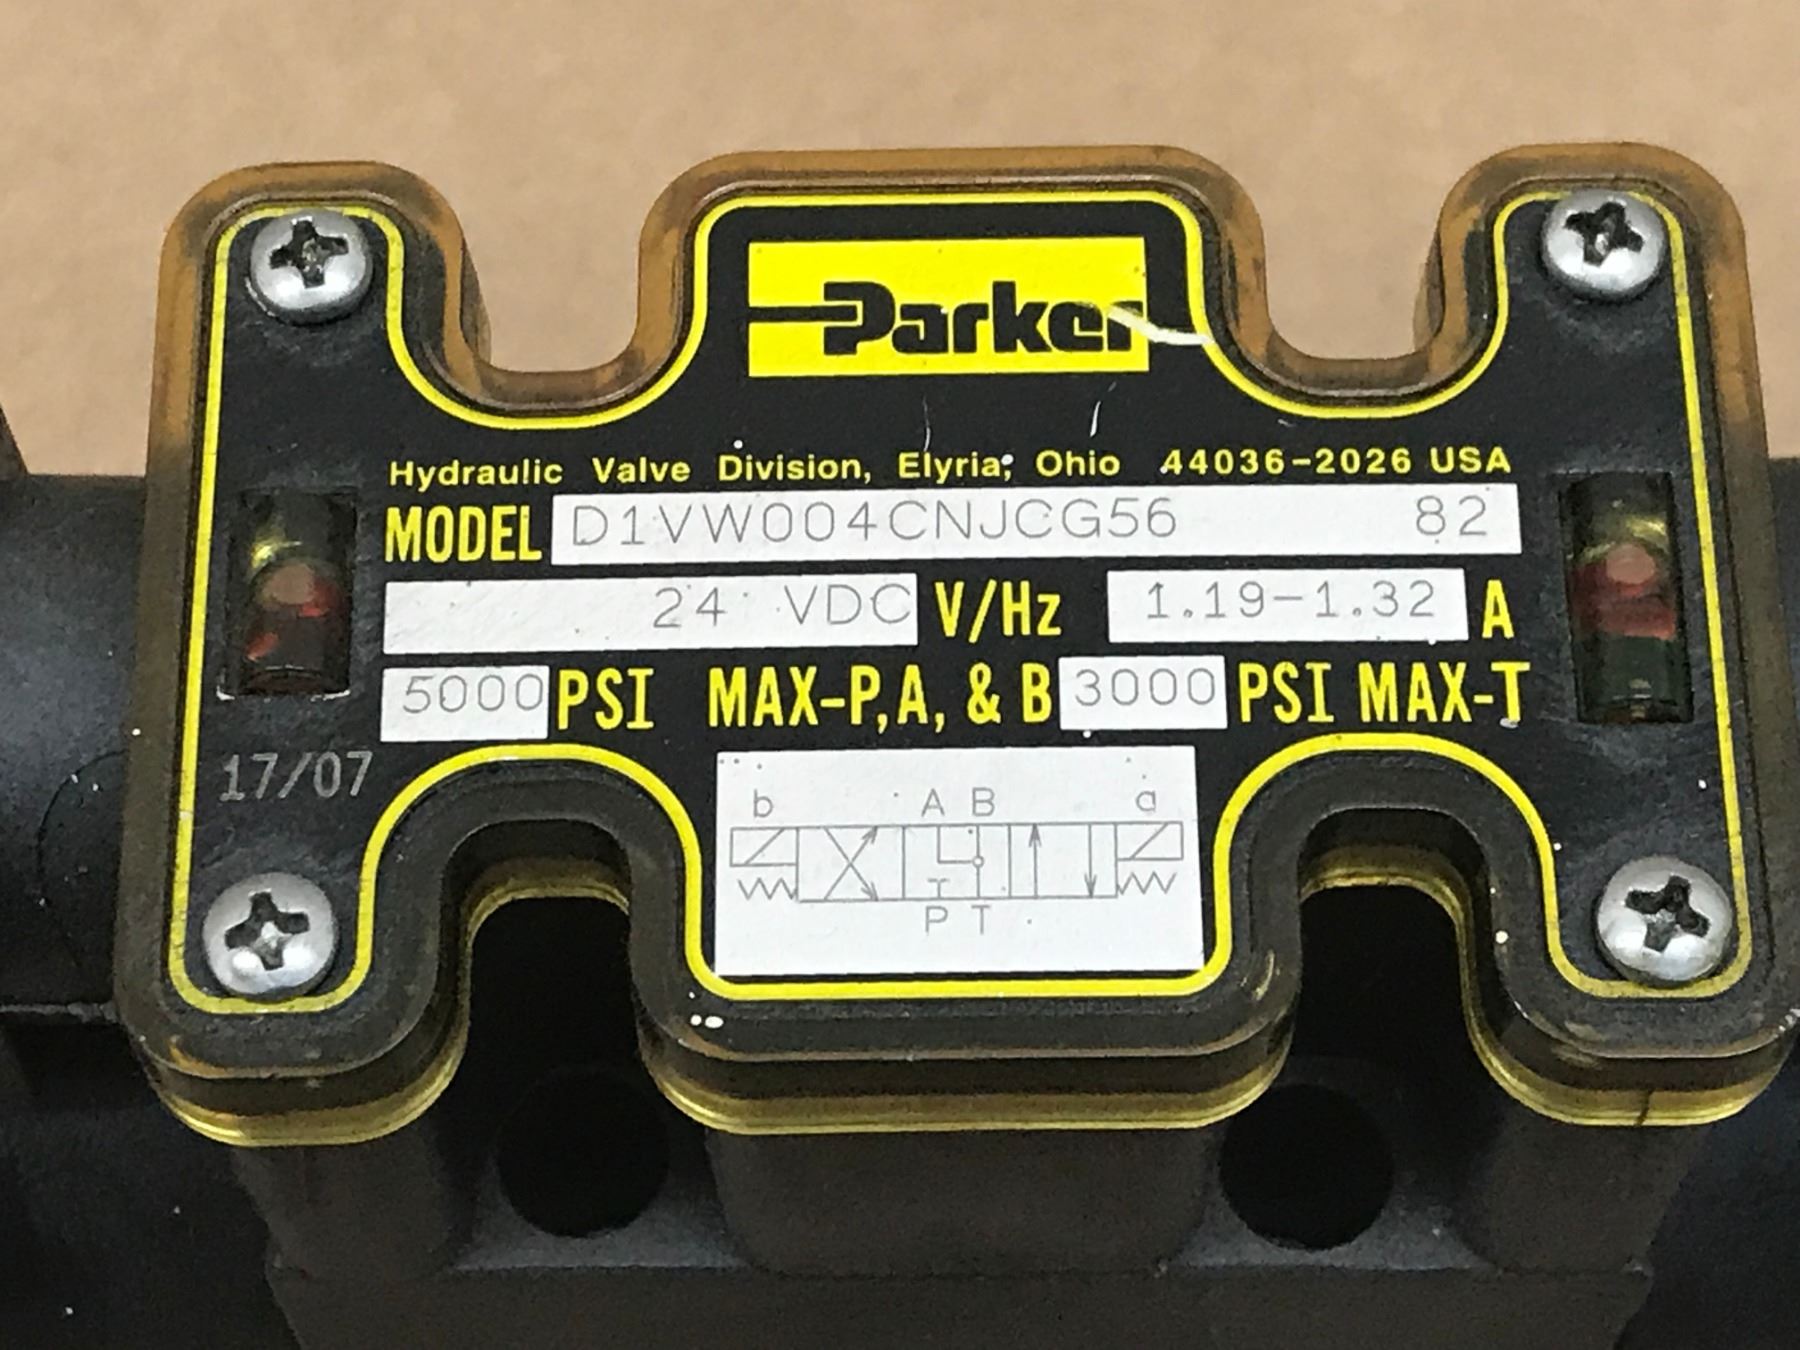 Parker
Hydraulic Valve Division, Elyria, Ohio 44036-2026 USA
MODEL D1VW004CNJCG56 82
24 VDC V/Hz 1.19-1.32 A
5000 PSI MAX-P,A, & B 3000 PSI MAX-T
17/07
b A B a
P T